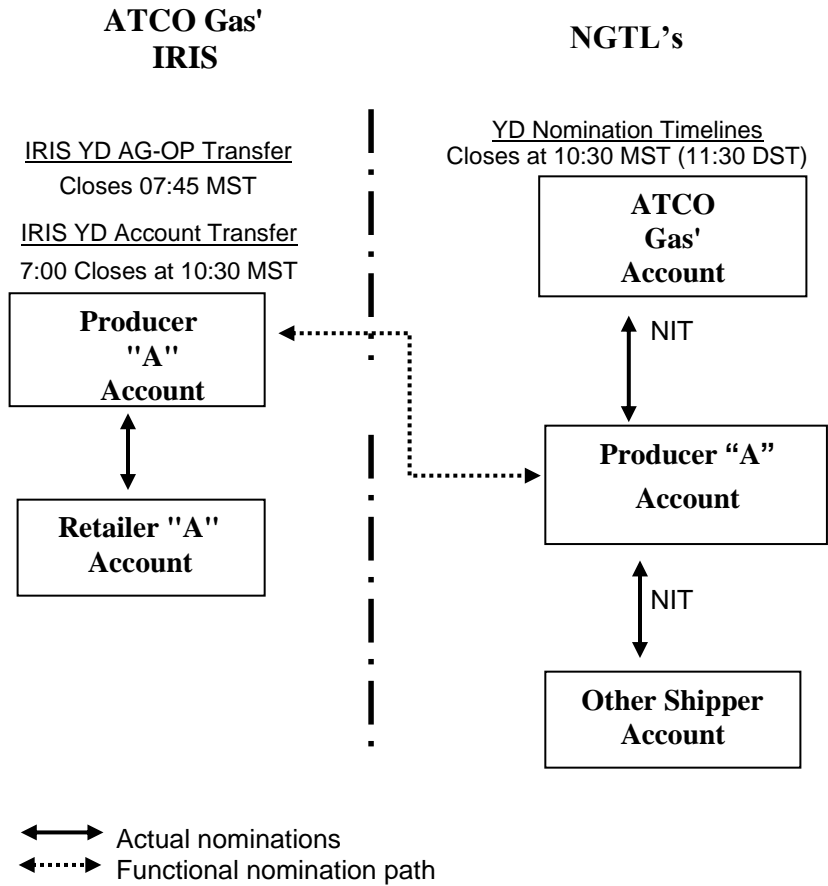 ATCO Gas'
IRIS
NGTL’s
IRIS YD AG-OP Transfer
Closes 07:45 MST
IRIS YD Account Transfer
7:00 Closes at 10:30 MST
Producer
"A"
Account
Retailer "A"
Account
YD Nomination Timelines
Closes at 10:30 MST (11:30 DST)
ATCO
Gas'
Account
NIT
Producer “A”
Account
NIT
Other Shipper
Account
Actual nominations
Functional nomination path